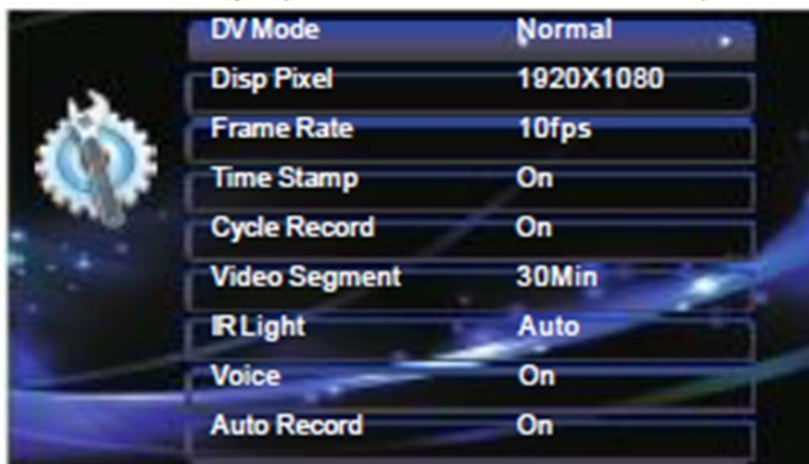 DV Mode Normal
Disp Pixel 1920X1080
Frame Rate 10fps
Time Stamp On
Cycle Record On
Video Segment 30Min
IR Light Auto
Voice On
Auto Record On